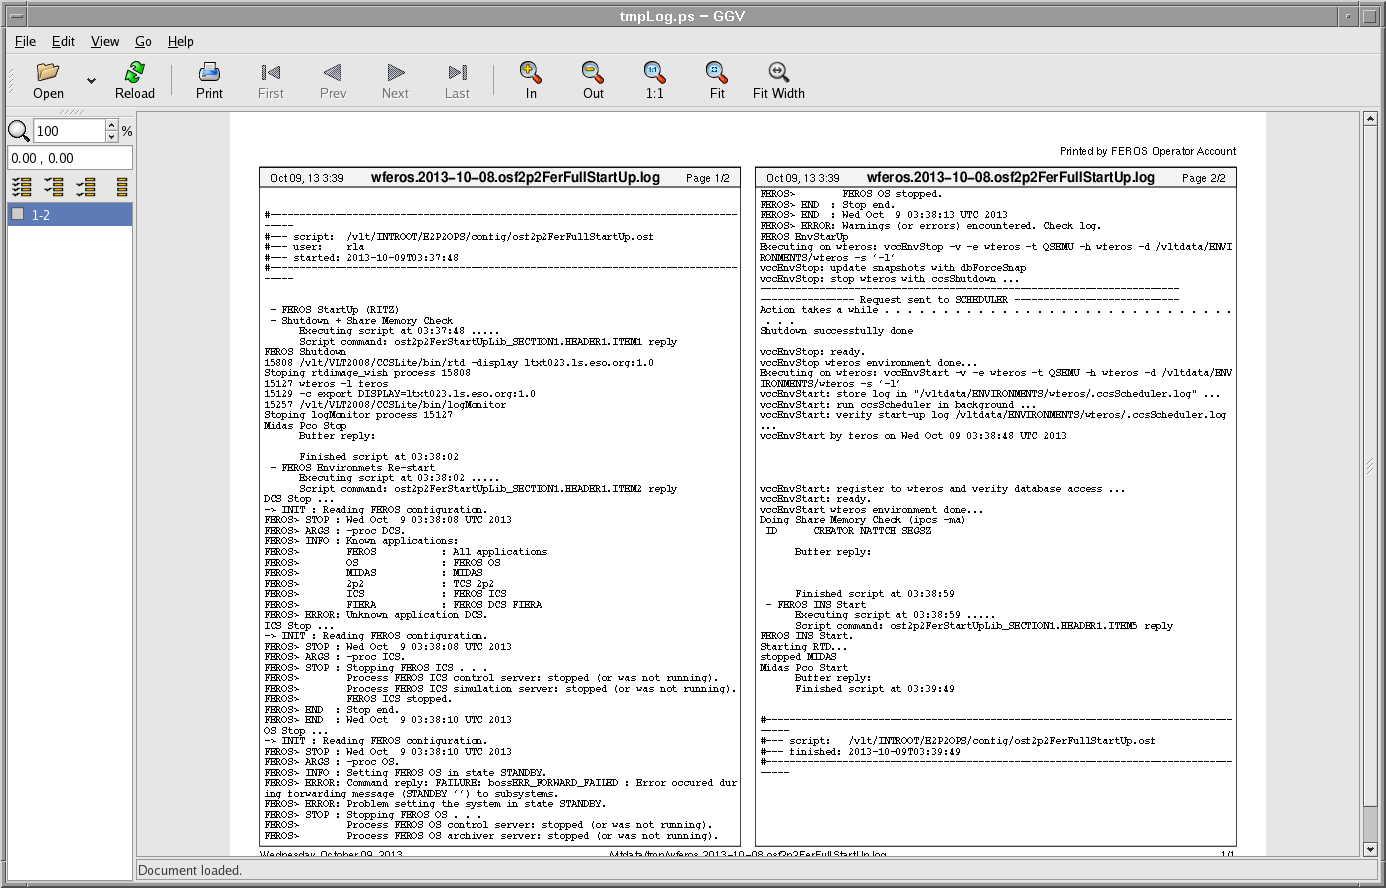 tmpLog.ps – GGV
File Edit View Go Help
Open Reload Print First Prev Next Last In Out 1:1 Fit Fit Width
100 %
0.00 , 0.00
1-2
Printed by FEROS Operator Account
Oct 09, 13 3:39 wferos.2013-10-08.osf2p2FerFullStartUp.log Page 1/2
#--------------------------------------------------------------------------------
-----
#--- script: /vlt/INTROOT/E2P2OPS/config/osf2p2FerFullStartUp.ost
#--- user: rla
#--- started: 2013-10-09T03:37:48
#--------------------------------------------------------------------------------
-----
- FEROS StartUp (RITZ)
- Shutdown + Share Memory Check
Executing script at 03:37:48 .....
Script command: osf2p2FerStartUpLib_SECTION1.HEADER1.ITEM1 reply
FEROS Shutdown
15808 /vlt/VLT2008/CCSLite/bin/rtd -display ltxt023.ls.eso.org:1.0
Stoping rtdimage_wish process 15808
15127 wferos -l feros
15129 -c export DISPLAY=ltxt023.ls.eso.org:1.0
15257 /vlt/VLT2008/CCSLite/bin/logMonitor
Stoping logMonitor process 15127
Midas Pco Stop
Buffer reply:
Finished script at 03:38:02
- FEROS Environmets Re-start
Executing script at 03:38:02 .....
Script command: osf2p2FerStartUpLib_SECTION1.HEADER1.ITEM2 reply
DCS Stop ...
-> INIT : Reading FEROS configuration.
FEROS> STOP : Wed Oct  9 03:38:08 UTC 2013
FEROS> ARGS : -proc DCS.
FEROS> INFO : Known applications:
FEROS> FEROS : All applications
FEROS> OS : FEROS OS
FEROS> MIDAS : MIDAS
FEROS> 2p2 : TCS 2p2
FEROS> ICS : FEROS ICS
FEROS> FIERA : FEROS DCS FIERA
FEROS> ERROR: Unknown application DCS.
ICS Stop ...
-> INIT : Reading FEROS configuration.
FEROS> STOP : Wed Oct  9 03:38:08 UTC 2013
FEROS> ARGS : -proc ICS.
FEROS> STOP : Stopping FEROS ICS . . .
FEROS> Process FEROS ICS control server: stopped (or was not running).
FEROS> Process FEROS ICS simulation server: stopped (or was not running).
FEROS> FEROS ICS stopped.
FEROS> END : Stop end.
FEROS> END : Wed Oct  9 03:38:10 UTC 2013
OS Stop ...
-> INIT : Reading FEROS configuration.
FEROS> STOP : Wed Oct  9 03:38:10 UTC 2013
FEROS> ARGS : -proc OS.
FEROS> INFO : Setting FEROS OS in state STANDBY.
FEROS> ERROR: Command reply: FAILURE: bossERR_FORWARD_FAILED : Error occured dur
ing forwarding message (STANDBY '') to subsystems.
FEROS> ERROR: Problem setting the system in state STANDBY.
FEROS> STOP : Stopping FEROS OS . . .
FEROS> Process FEROS OS control server: stopped (or was not running).
FEROS> Process FEROS OS archiver server: stopped (or was not running).
Oct 09, 13 3:39 wferos.2013-10-08.osf2p2FerFullStartUp.log Page 2/2
FEROS> FEROS OS stopped.
FEROS> END : Stop end.
FEROS> END : Wed Oct  9 03:38:13 UTC 2013
FEROS> ERROR: Warnings (or errors) encountered. Check log.
FEROS EnvStarUp
Executing on wferos: vccEnvStop -v -e wferos -t QSEMU -h wferos -d /vltdata/ENVI
RONMENTS/wferos -s '-l'
vccEnvStop: update snapshots with dbForceSnap
vccEnvStop: stop wferos with ccsShutdown ...
------------------------------------------------------------------------
---------------- Request sent to SCHEDULER ----------------------------
Action takes a while . . . . . . . . . . . . . . . . . . . . . . . . . . . . . .
. . . .
Shutdown successfully done
vccEnvStop: ready.
vccEnvStop wferos environment done...
Executing on wferos: vccEnvStart -v -e wferos -t QSEMU -h wferos -d /vltdata/ENV
IRONMENTS/wferos -s '-l'
vccEnvStart: store log in "/vltdata/ENVIRONMENTS/wferos/.ccsScheduler.log" ...
vccEnvStart: run ccsScheduler in background ...
vccEnvStart: verify start-up log /vltdata/ENVIRONMENTS/wferos/.ccsScheduler.log
...
vccEnvStart by feros on Wed Oct 09 03:38:48 UTC 2013
vccEnvStart: register to wferos and verify database access ...
vccEnvStart: ready.
vccEnvStart wferos environment done...
Doing Share Memory Check (ipcs -ma)
ID CREATOR NATTCH SEGSZ
Buffer reply:
Finished script at 03:38:59
- FEROS INS Start
Executing script at 03:38:59 .....
Script command: osf2p2FerStartUpLib_SECTION1.HEADER1.ITEM5 reply
FEROS INS Start.
Starting RTD...
stopped MIDAS
Midas Pco Start
Buffer reply:
Finished script at 03:39:49
#--------------------------------------------------------------------------------
-----
#--- script: /vlt/INTROOT/E2P2OPS/config/osf2p2FerFullStartUp.ost
#--- finished: 2013-10-09T03:39:49
#--------------------------------------------------------------------------------
-----
Wednesday, October 09, 2013 /vltdata/tmp/wferos.2013-10-08.osf2p2FerFullStartUp.log 1/1
Document loaded.